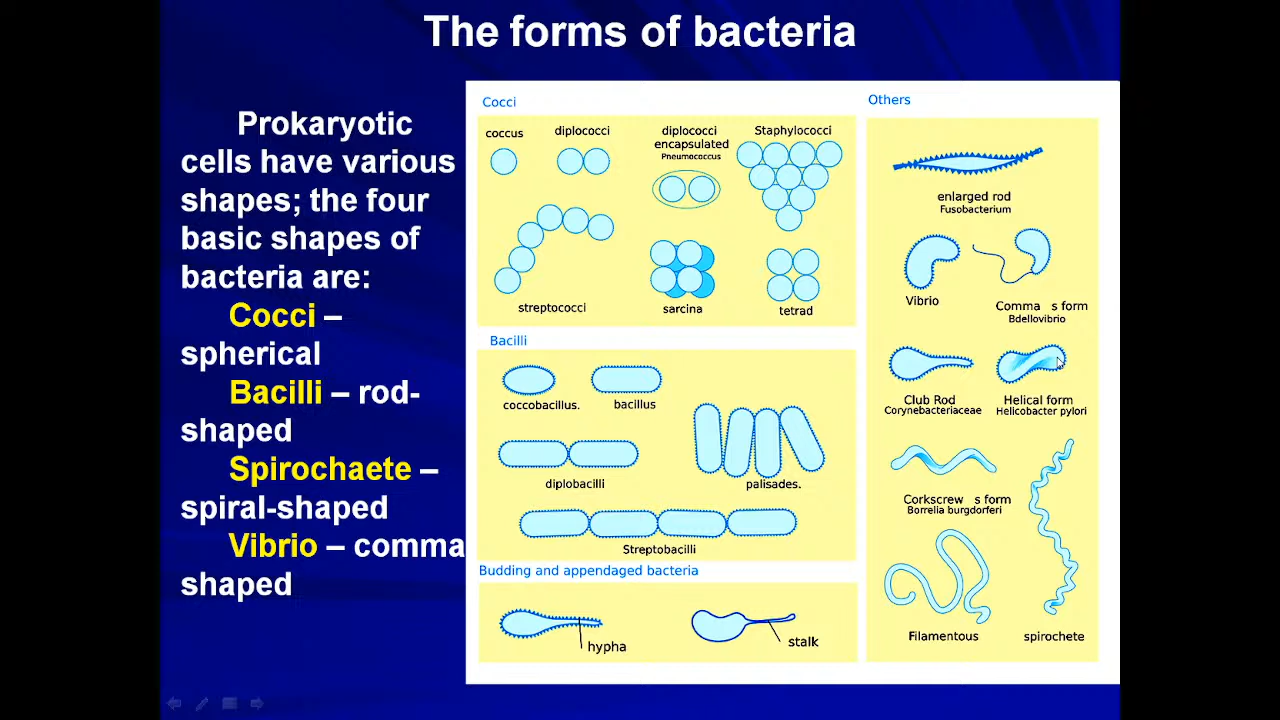 The forms of bacteria
Prokaryotic
cells have various
shapes; the four
basic shapes of
bacteria are:
Cocci –
spherical
Bacilli – rod-
shaped
Spirochaete –
spiral-shaped
Vibrio – comma
shaped
Cocci
coccus
diplococci
diplococci
encapsulated
Pneumococcus
Staphylococci
streptococci
sarcina
tetrad
Bacilli
coccobacillus.
bacillus
diplobacilli
palisades.
Streptobacilli
Budding and appendaged bacteria
hypha
stalk
Others
enlarged rod
Fusobacterium
Vibrio
Comma s form
Bdellovibrio
Club Rod
Corynebacteriaceae
Helical form
Helicobacter pylori
Corkscrew s form
Borrelia burgdorferi
Filamentous
spirochete